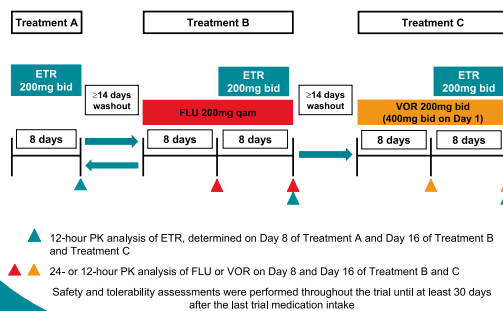 Treatment A
Treatment B
Treatment C
ETR
200mg bid
≥14 days
washout
ETR
200mg bid
FLU 200mg qam
≥14 days
washout
ETR
200mg bid
VOR 200mg bid
(400mg bid on Day 1)
8 days
8 days
8 days
8 days
8 days
12-hour PK analysis of ETR, determined on Day 8 of Treatment A and Day 16 of Treatment B
and Treatment C
24- or 12-hour PK analysis of FLU or VOR on Day 8 and Day 16 of Treatment B and C
Safety and tolerability assessments were performed throughout the trial until at least 30 days
after the last trial medication intake